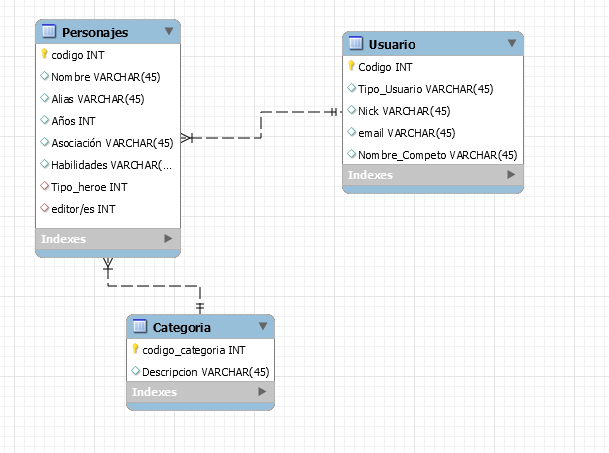 Personajes
codigo INT
Nombre VARCHAR(45)
Alias VARCHAR(45)
Años INT
Asociación VARCHAR(45)
Habilidades VARCHAR(...
Tipo_heroe INT
editor/es INT
Indexes
Usuario
Codigo INT
Tipo_Usuario VARCHAR(45)
Nick VARCHAR(45)
email VARCHAR(45)
Nombre_Competo VARCHAR(45)
Indexes
Categoria
codigo_categoria INT
Descripcion VARCHAR(45)
Indexes